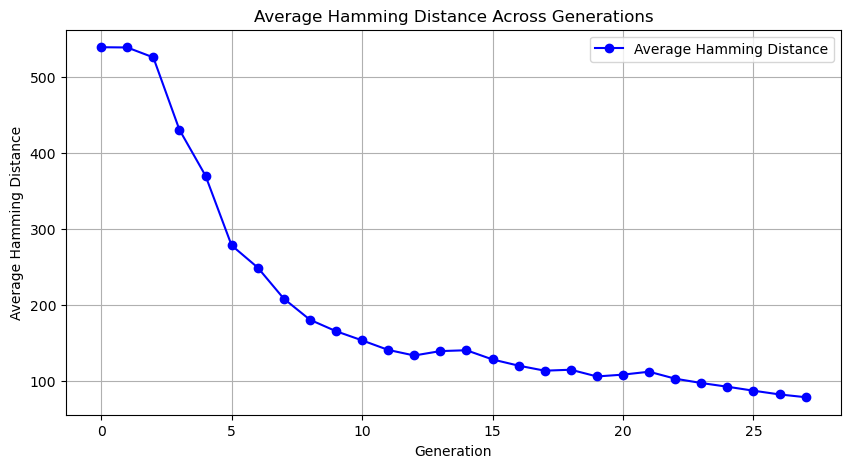 Average Hamming Distance Across Generations
Average Hamming Distance
Average Hamming Distance
500
400
300
200
100
0 5 10 15 20 25
Generation